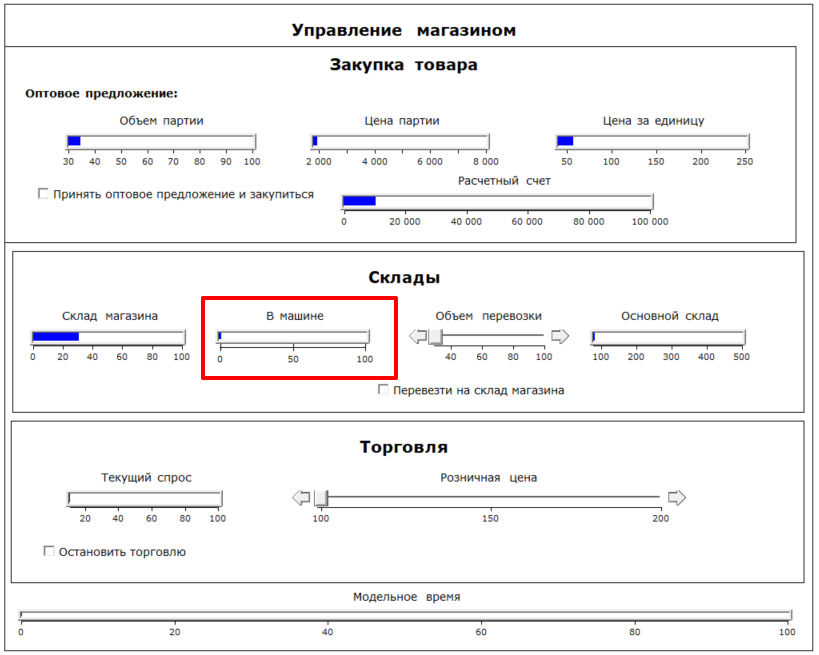 Управление магазином
Закупка товара
Оптовое предложение:
Объем партии Цена партии Цена за единицу
30 40 50 60 70 80 90 100 2 000 4 000 6 000 8 000 50 100 150 200 250
Принять оптовое предложение и закупиться Расчетный счет
0 20 000 40 000 60 000 80 000 100 000
Склады
Склад магазина В машине Объем перевозки Основной склад
0 20 40 60 80 100 0 50 100 40 60 80 100 100 200 300 400 500
Перевезти на склад магазина
Торговля
Текущий спрос Розничная цена
20 40 60 80 100 100 150 200
Остановить торговлю
Модельное время
0 20 40 60 80 100